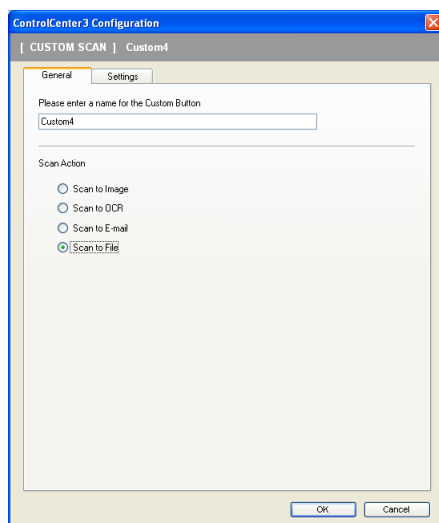 ControlCenter3 Configuration
[ CUSTOM SCAN ] Custom4
General Settings
Please enter a name for the Custom Button
Custom4
Scan Action
Scan to Image
Scan to OCR
Scan to E-mail
Scan to File
OK Cancel